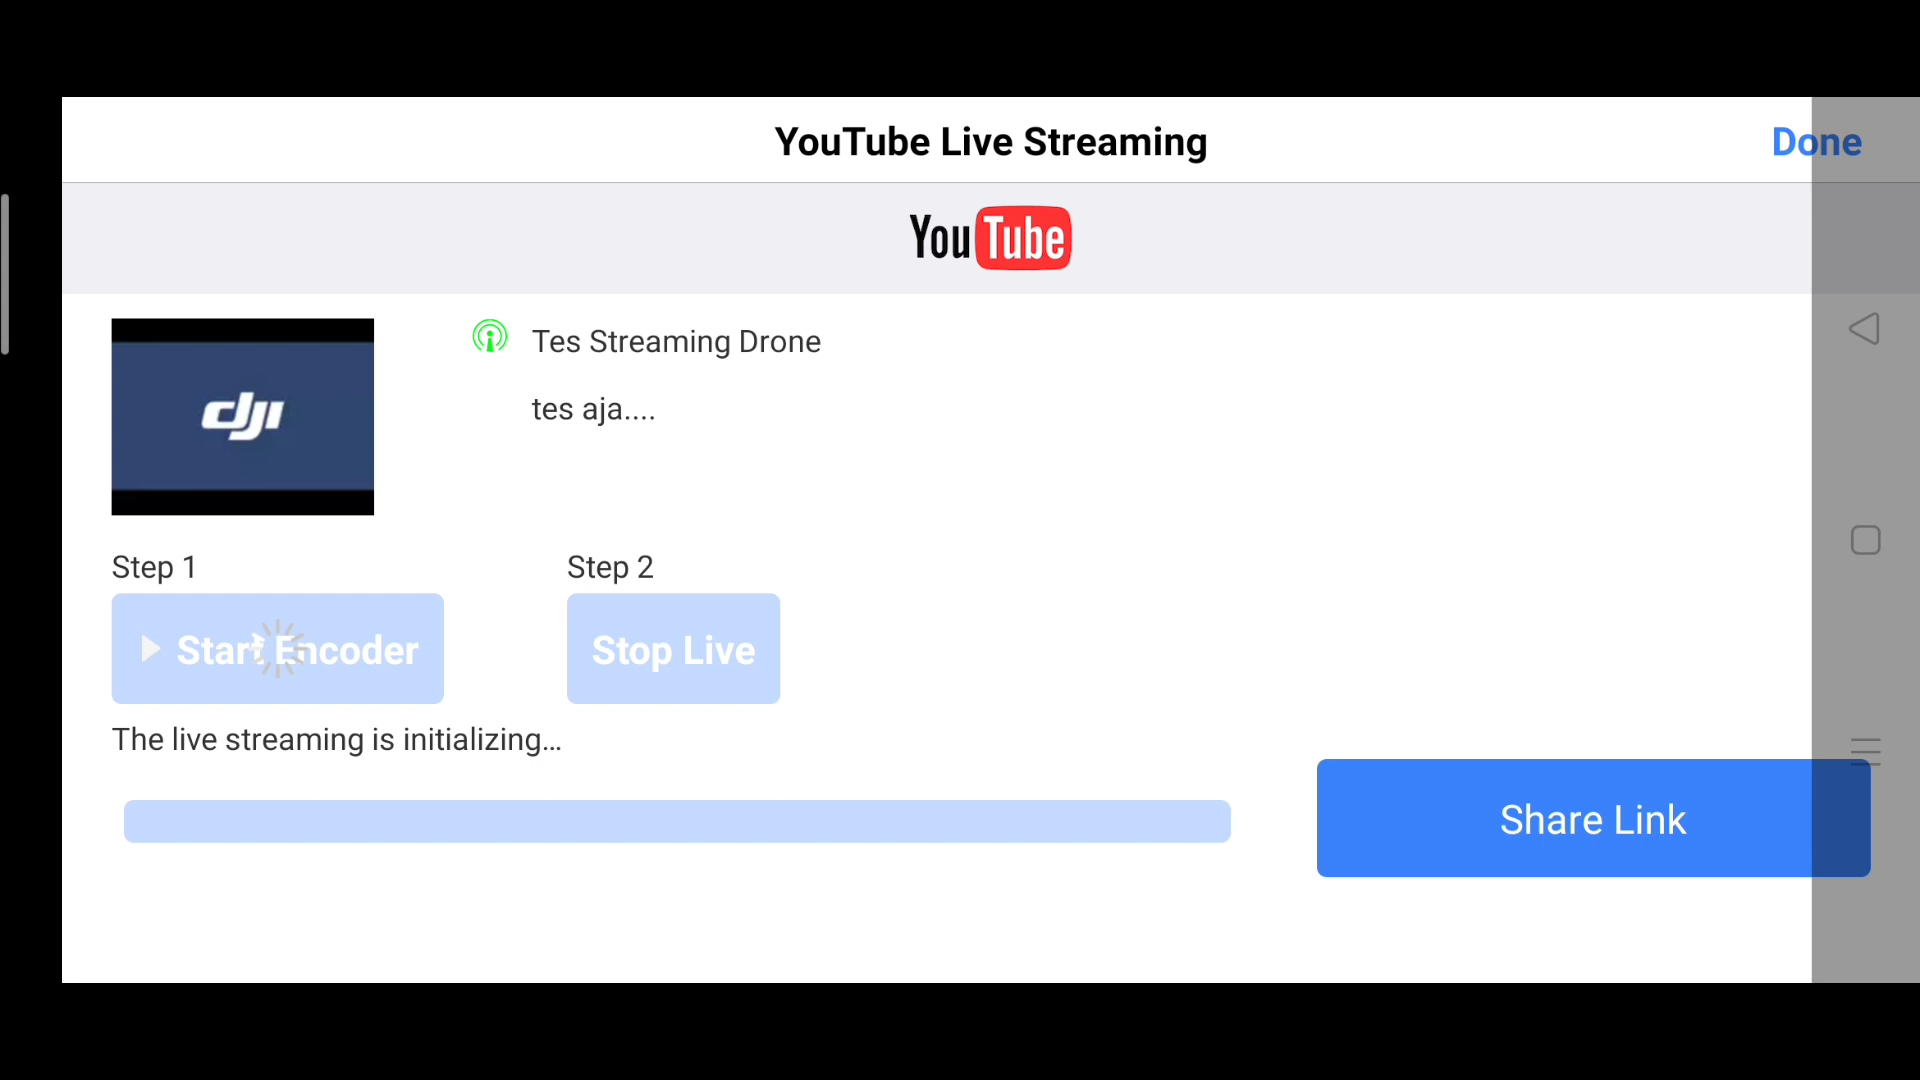 YouTube Live Streaming
Done
YouTube
dji
Tes Streaming Drone
tes aja....
Step 1
Step 2
Start Encoder
Stop Live
The live streaming is initializing...
Share Link